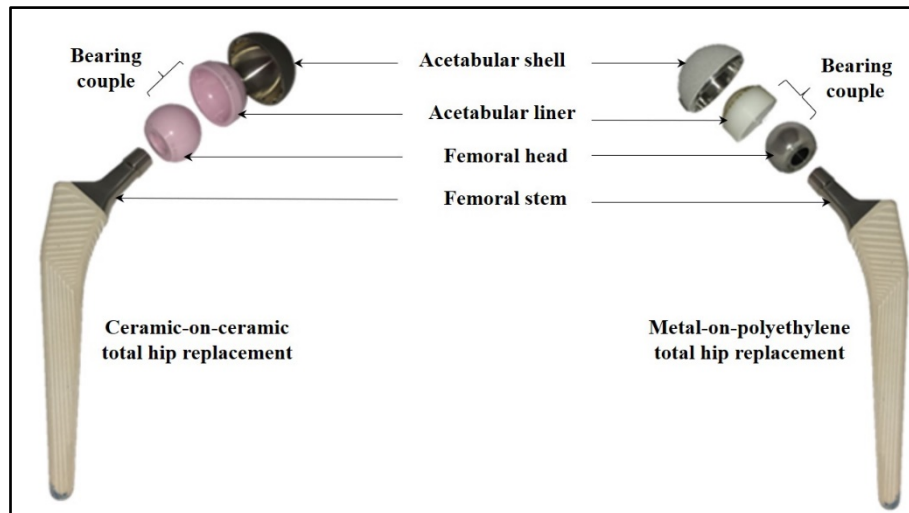 Bearing
couple
Acetabular shell
Acetabular liner
Femoral head
Femoral stem
Bearing
couple
Ceramic-on-ceramic
total hip replacement
Metal-on-polyethylene
total hip replacement